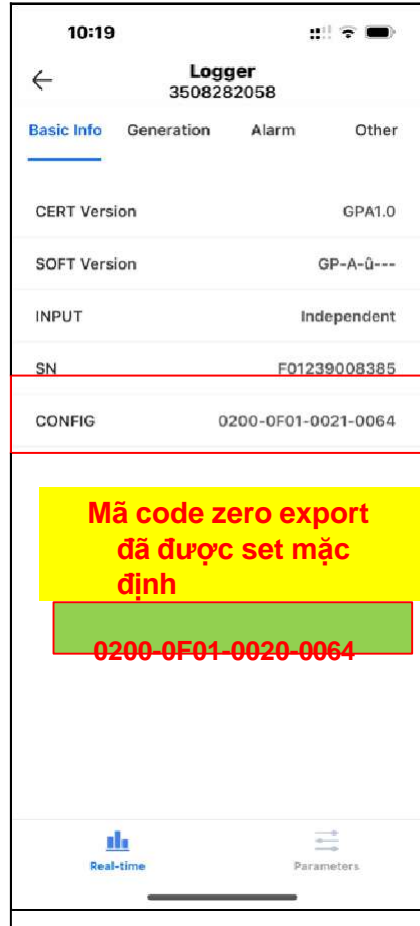 10:19
Logger
3508282058
Basic Info Generation Alarm Other
CERT Version GPA1.0
SOFT Version GP-A-û---
INPUT Independent
SN F01239008385
CONFIG 0200-0F01-0021-0064
Mã code zero export
đã được set mặc
định
0200-0F01-0020-0064
Real-time Parameters